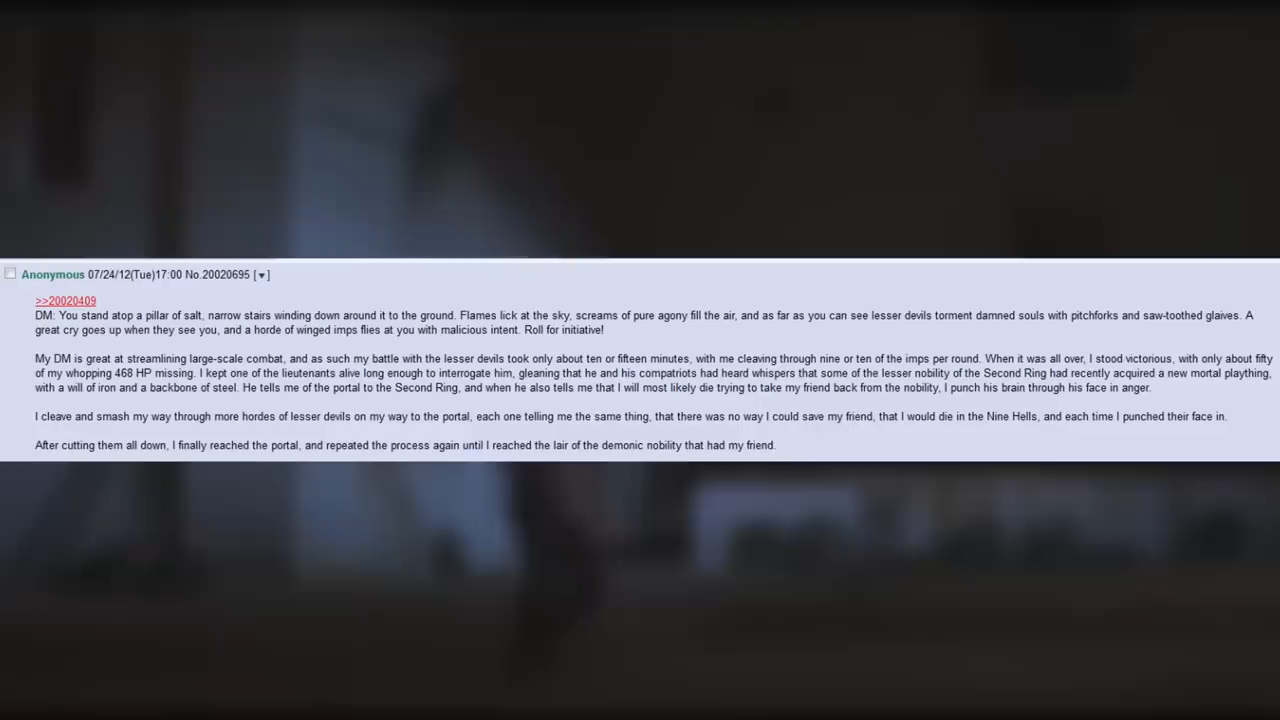 Anonymous 07/24/12(Tue)17:00 No.20020695 [▾]
>>20020409
DM: You stand atop a pillar of salt, narrow stairs winding down around it to the ground. Flames lick at the sky, screams of pure agony fill the air, and as far as you can see lesser devils torment damned souls with pitchforks and saw-toothed glaives. A
great cry goes up when they see you, and a horde of winged imps flies at you with malicious intent. Roll for initiative!
My DM is great at streamlining large-scale combat, and as such my battle with the lesser devils took only about ten or fifteen minutes, with me cleaving through nine or ten of the imps per round. When it was all over, I stood victorious, with only about fifty
of my whopping 468 HP missing. I kept one of the lieutenants alive long enough to interrogate him, gleaning that he and his compatriots had heard whispers that some of the lesser nobility of the Second Ring had recently acquired a new mortal plaything,
with a will of iron and a backbone of steel. He tells me of the portal to the Second Ring, and when he also tells me that I will most likely die trying to take my friend back from the nobility, I punch his brain through his face in anger.
I cleave and smash my way through more hordes of lesser devils on my way to the portal, each one telling me the same thing, that there was no way I could save my friend, that I would die in the Nine Hells, and each time I punched their face in.
After cutting them all down, I finally reached the portal, and repeated the process again until I reached the lair of the demonic nobility that had my friend.